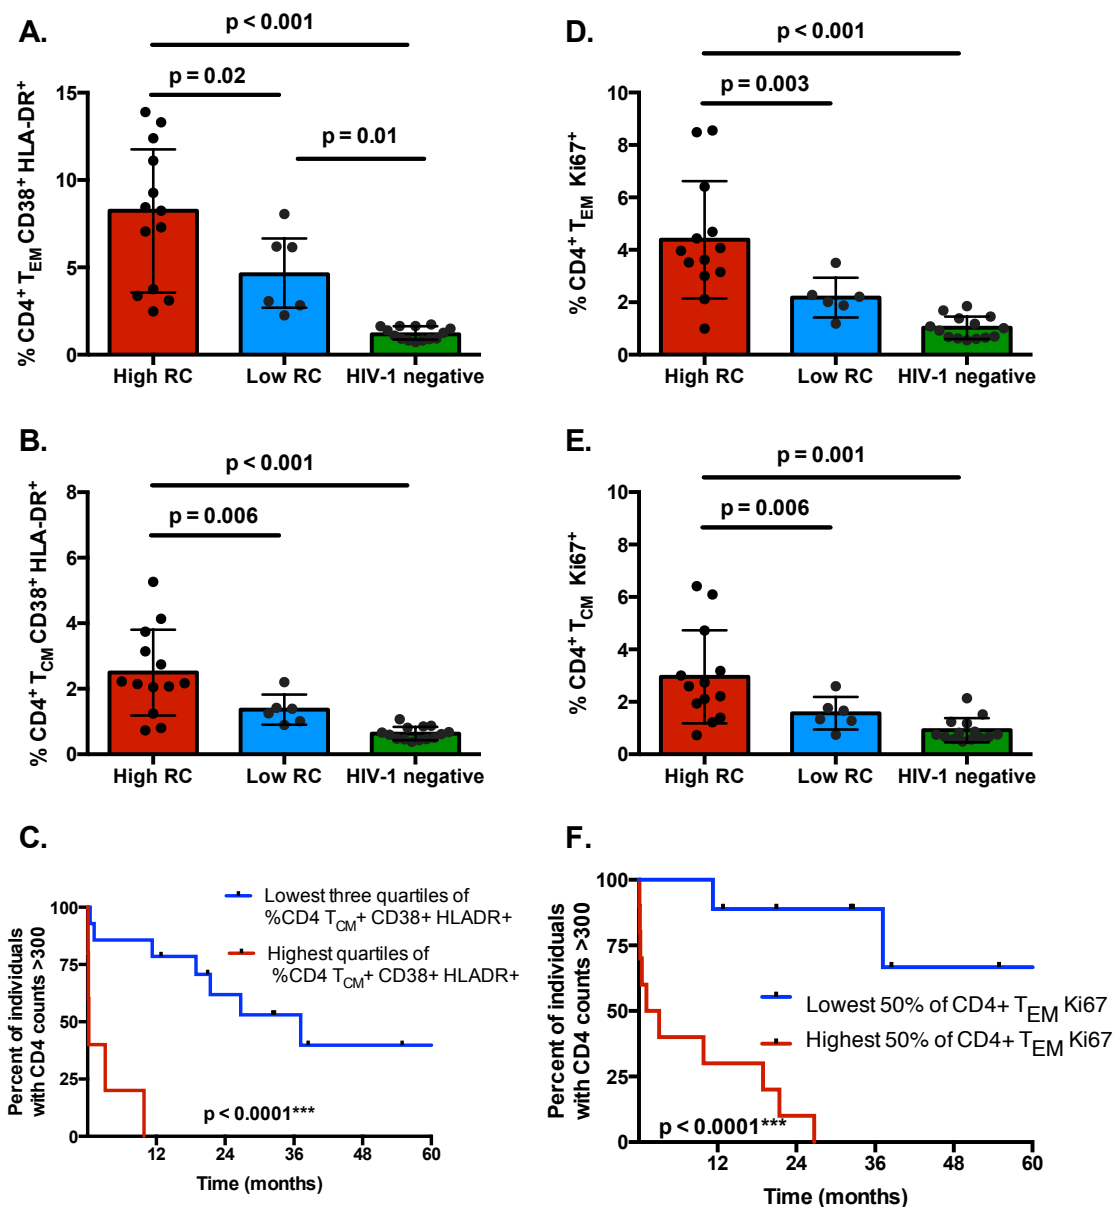 A.
p < 0.001
p = 0.02
p = 0.01
% CD4+ TEM CD38+ HLA-DR+
15
10
5
0
High RC Low RC HIV-1 negative
D.
p <0.001
p = 0.003
% CD4+ TEM Ki67+
10
8
6
4
2
0
High RC Low RC HIV-1 negative
B.
p < 0.001
p = 0.006
% CD4+ TCM CD38+ HLA-DR+
8
6
4
2
0
High RC Low RC HIV-1 negative
E.
p = 0.001
p = 0.006
% CD4+ TCM Ki67+
10
8
6
4
2
0
High RC Low RC HIV-1 negative
C.
Percent of individuals
with CD4 counts >300
100
75
50
25
0
Lowest three quartiles of
%CD4 TCM+ CD38+ HLADR+
Highest quartiles of
%CD4 TCM+ CD38+ HLADR+
p < 0.0001***
12 24 36 48 60
Time (months)
F.
Percent of individuals
with CD4 counts >300
100
75
50
25
0
Lowest 50% of CD4+ TEM Ki67
Highest 50% of CD4+ TEM Ki67
p < 0.0001***
12 24 36 48 60
Time (months)